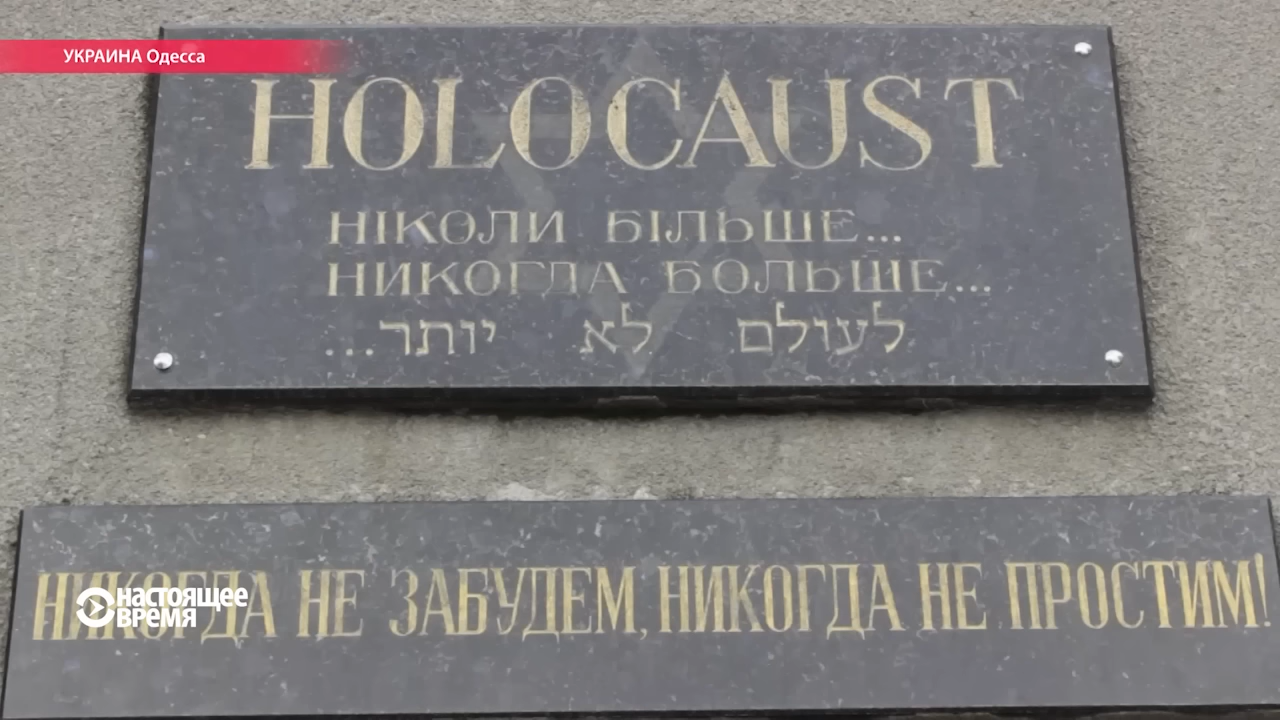 УКРАИНА Одесса
HOLOCAUST
НІКОЛИ БІЛЬШЕ...
НИКОГДА БОЛЬШЕ...
לעולם לא יותר...
НИКОГДА НЕ ЗАБУДЕМ, НИКОГДА НЕ ПРОСТИМ!
НАСТОЯЩЕЕ
ВРЕМЯ